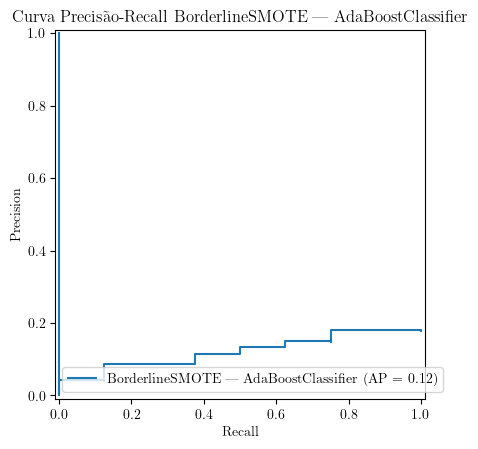 Curva Precisão-Recall BorderlineSMOTE — AdaBoostClassifier
1.0
0.8
0.6
0.4
0.2
0.0
Precision
BorderlineSMOTE — AdaBoostClassifier (AP = 0.12)
0.0 0.2 0.4 0.6 0.8 1.0
Recall